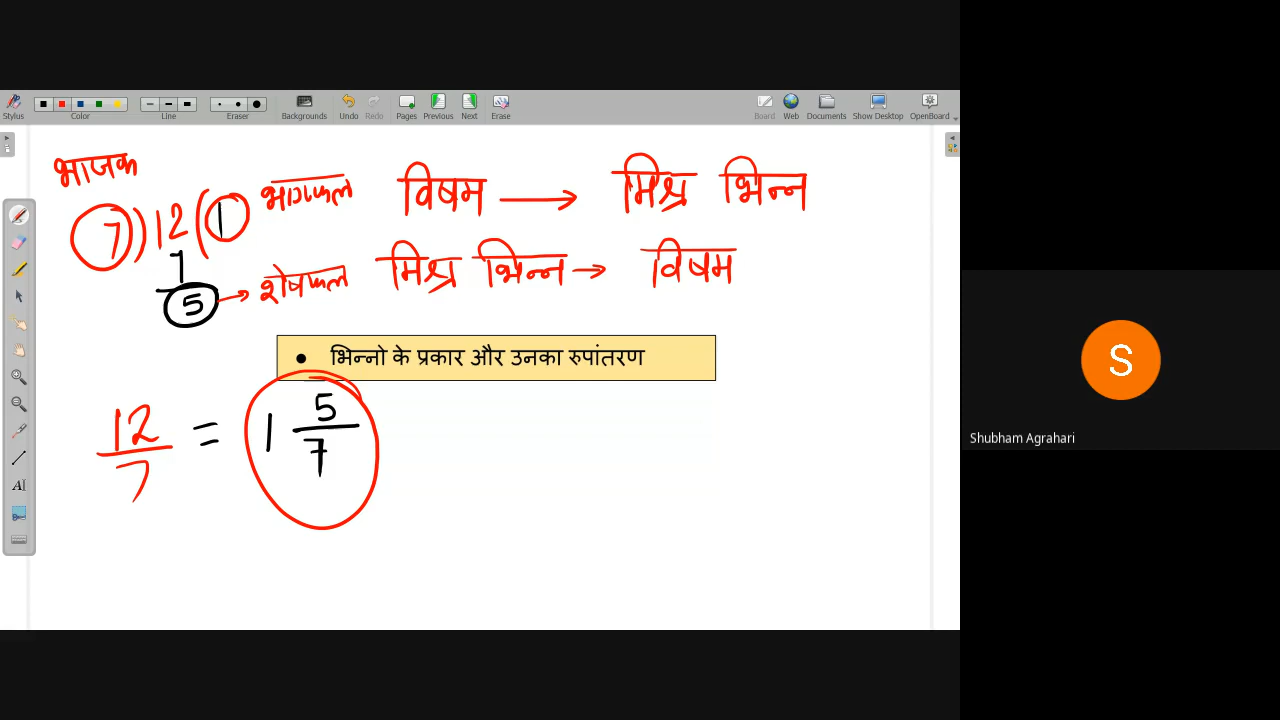 Stylus Color Line Eraser Backgrounds Undo Redo Pages Previous Next Erase Board Web Documents Show Desktop OpenBoard
भाजक
7)12(1 भागफल विषम → मिश्र भिन्न
7
5 → शेषफल मिश्र भिन्न → विषम
● भिन्नो के प्रकार और उनका रुपांतरण
12/7 = 1 5/7
S
Shubham Agrahari